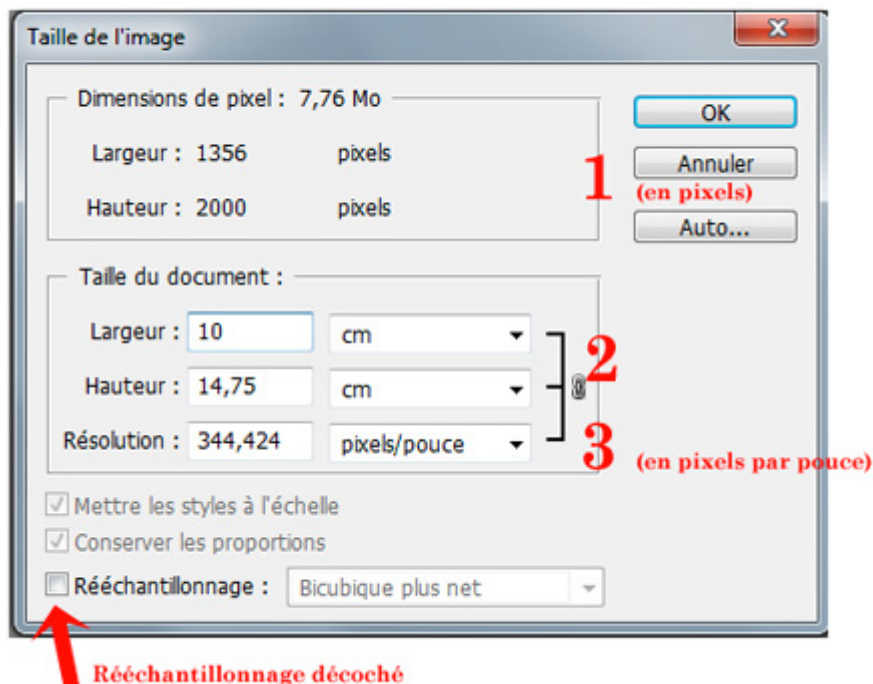 Taille de l'image
Dimensions de pixel : 7,76 Mo
OK
Largeur : 1356 pixels
1
Annuler
(en pixels)
Hauteur : 2000 pixels
Auto...
Taille du document :
Largeur : 10 cm
2
Hauteur : 14,75 cm
Résolution : 344,424 pixels/pouce
3 (en pixels par pouce)
Mettre les styles à l'échelle
Conserver les proportions
Rééchantillonnage : Bicubique plus net
Rééchantillonnage décoché